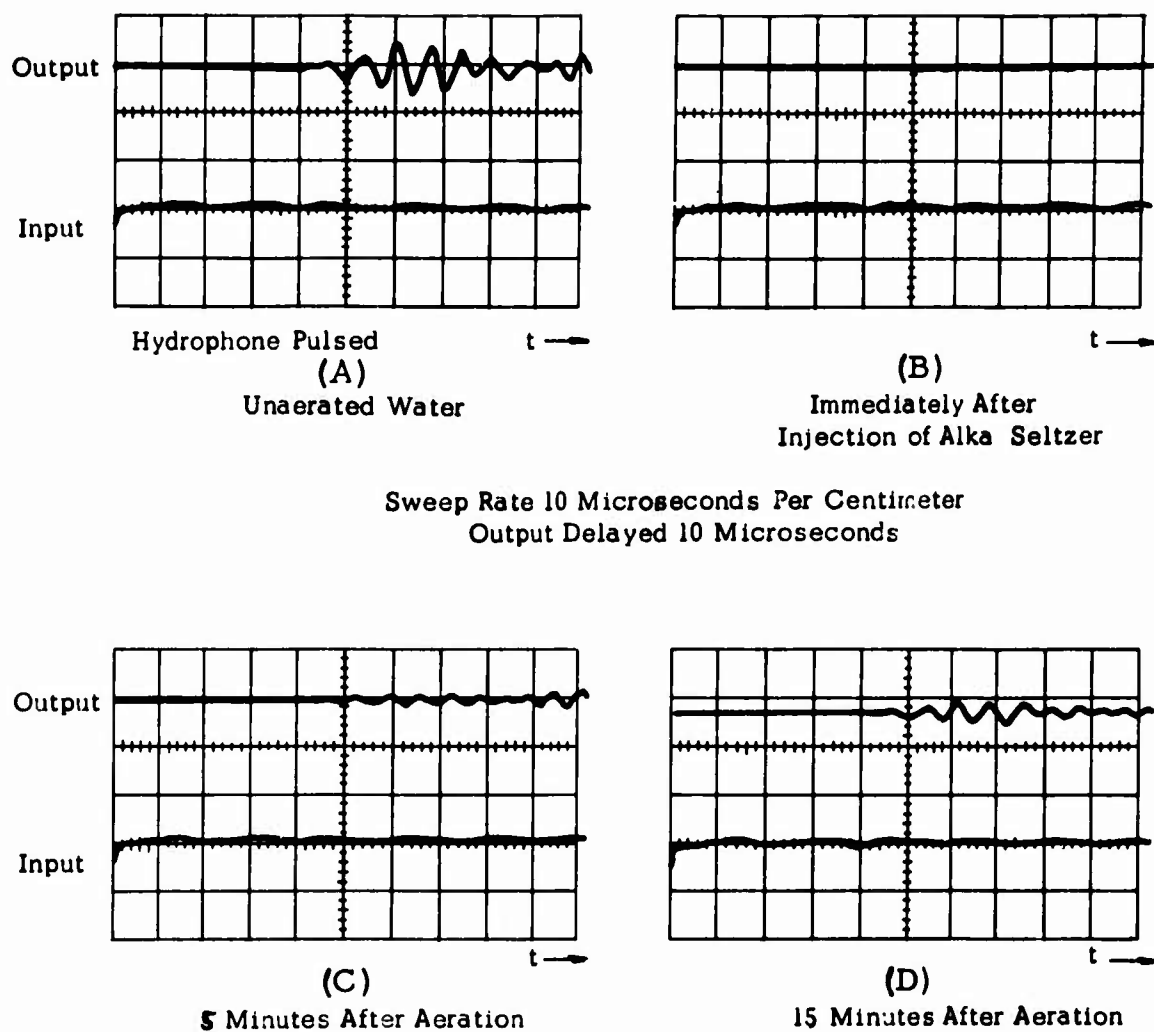 Output
Input
Hydrophone Pulsed t
(A)
Unaerated Water
t
(B)
Immediately After
Injection of Alka Seltzer
Sweep Rate 10 Microseconds Per Centimeter
Output Delayed 10 Microseconds
Output
Input
t
(C)
5 Minutes After Aeration
t
(D)
15 Minutes After Aeration